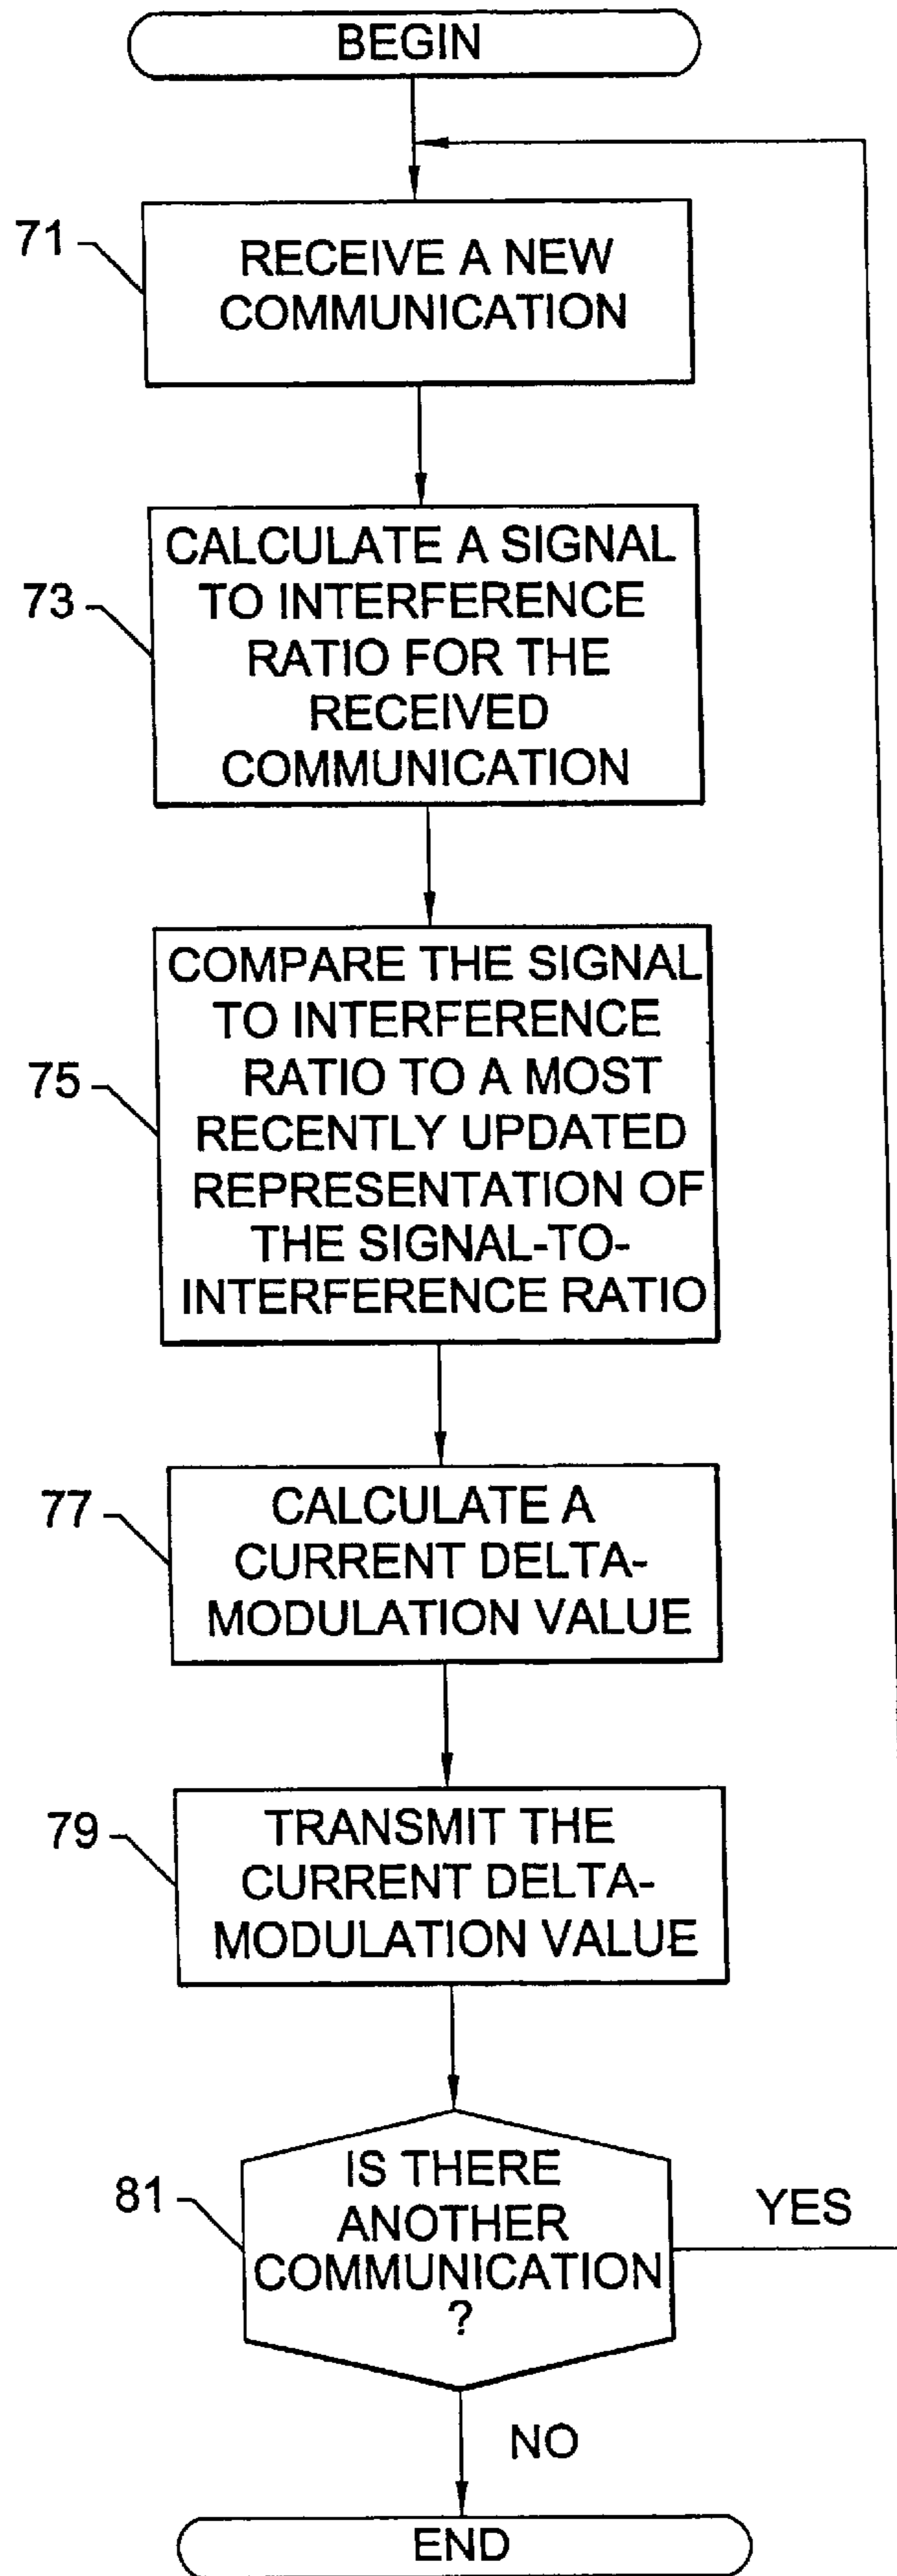 BEGIN
71
RECEIVE A NEW
COMMUNICATION
73
CALCULATE A SIGNAL
TO INTERFERENCE
RATIO FOR THE
RECEIVED
COMMUNICATION
75
COMPARE THE SIGNAL
TO INTERFERENCE
RATIO TO A MOST
RECENTLY UPDATED
REPRESENTATION OF
THE SIGNAL-TO-
INTERFERENCE RATIO
77
CALCULATE A
CURRENT DELTA-
MODULATION VALUE
79
TRANSMIT THE
CURRENT DELTA-
MODULATION VALUE
81
IS THERE
ANOTHER
COMMUNICATION
?
YES
NO
END